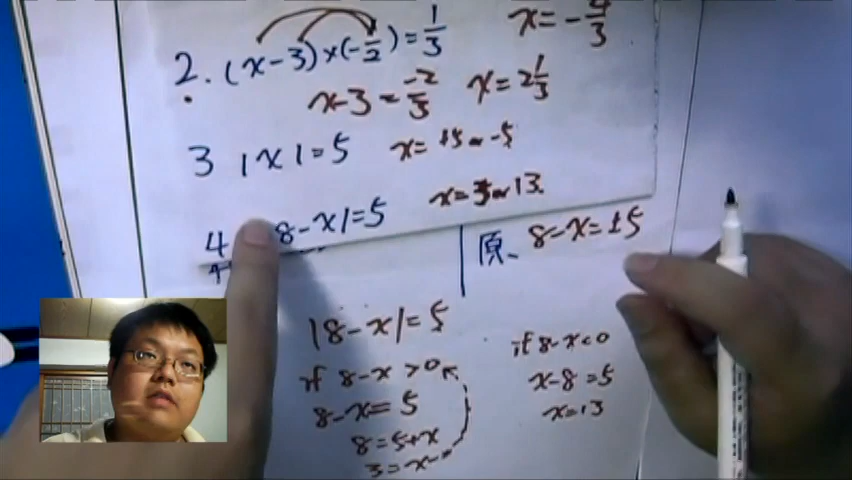 x=-4/3
2. (x-3)×(-1/2)=1/3
x-3=-2/3 x=2 1/3
3 |x|=5 x=+5 or -5
4 8-x|=5 x=3 or 13
原 8-x=±5
|8-x|=5
if 8-x>0
8-x=5
8=5+x
3=x
if 8-x<0
x-8=5
x=13